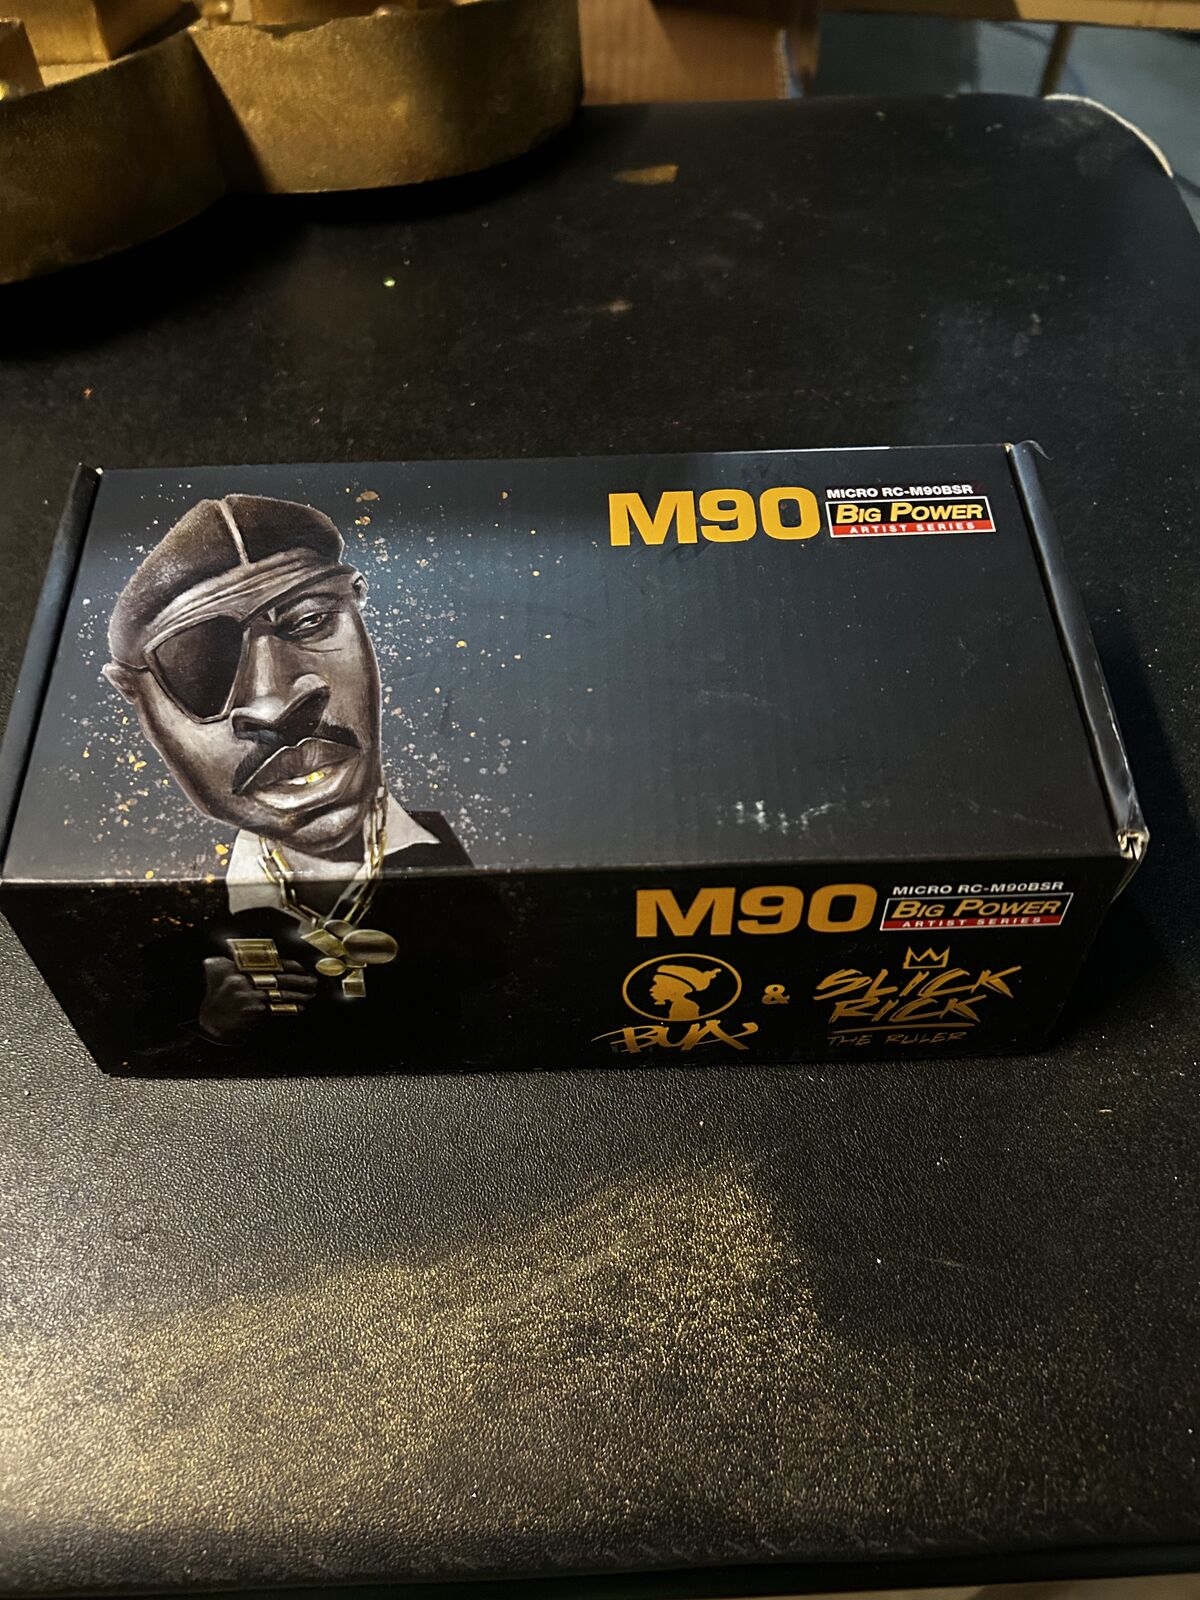 M90
MICRO RC-M90BSR
BIG POWER
ARTIST SERIES
M90
MICRO RC-M90BSR
BIG POWER
ARTIST SERIES
BUA
&
SLICK
RICK
THE RULER